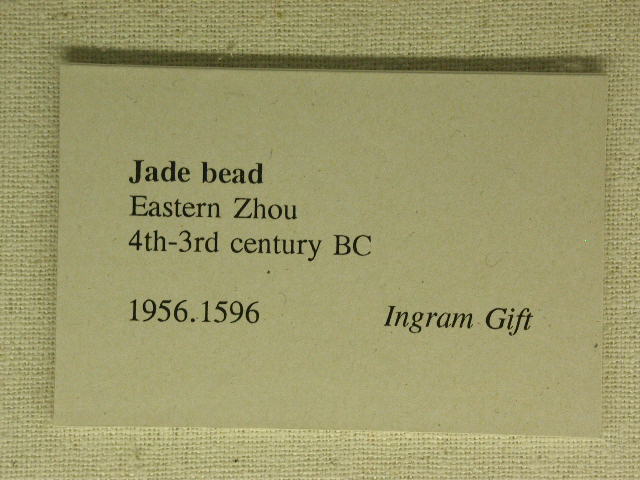 Jade bead
Eastern Zhou
4th-3rd century BC
1956.1596 Ingram Gift